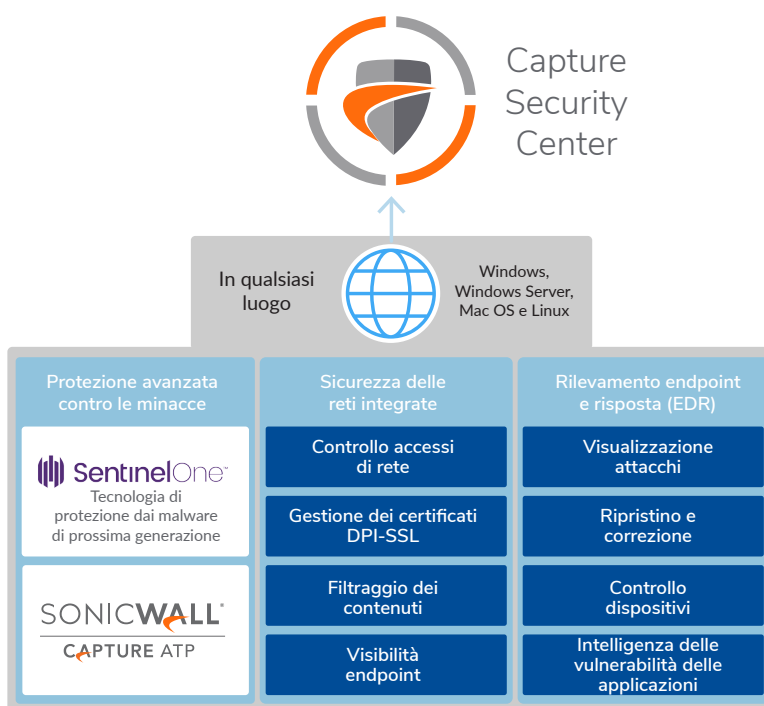 Capture
Security
Center
In qualsiasi
luogo
Windows,
Windows Server,
Mac OS e Linux
Protezione avanzata
contro le minacce
SentinelOne™
Tecnologia di
protezione dai malware
di prossima generazione
SONICWALL®
CAPTURE ATP
Sicurezza delle
reti integrate
Controllo accessi
di rete
Gestione dei certificati
DPI-SSL
Filtraggio dei
contenuti
Visibilità
endpoint
Rilevamento endpoint
e risposta (EDR)
Visualizzazione
attacchi
Ripristino e
correzione
Controllo
dispositivi
Intelligenza delle
vulnerabilità delle
applicazioni